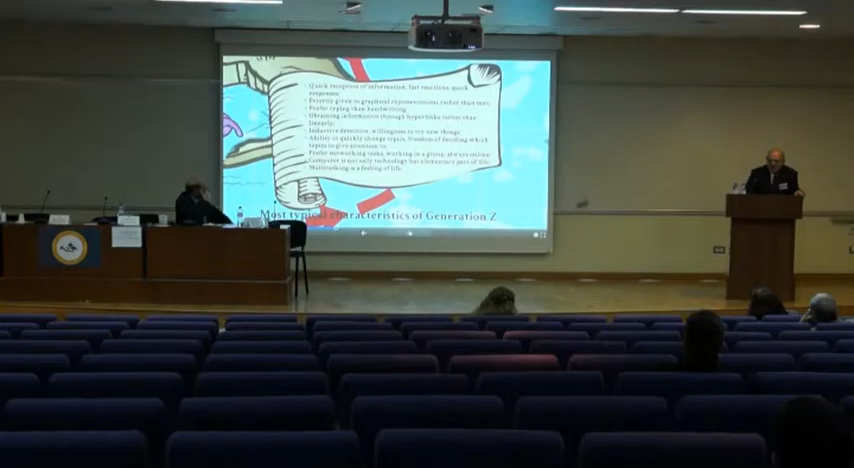 - Quick reception of information, fast reactions, quick
responses
- Priority given to graphical representations rather than text.
- Prefer typing than handwriting
- Obtaining information through hyperlinks rather than
linearly.
- Inductive detection, willingness to try new things.
- Ability to quickly change topics, freedom of deciding which
topics to give attention to.
- Prefer networking tasks, working in a group, always online
- Computer is not only technology but elementary part of life.
- Multitasking is a feeling of life.
Most typical characteristics of Generation Z